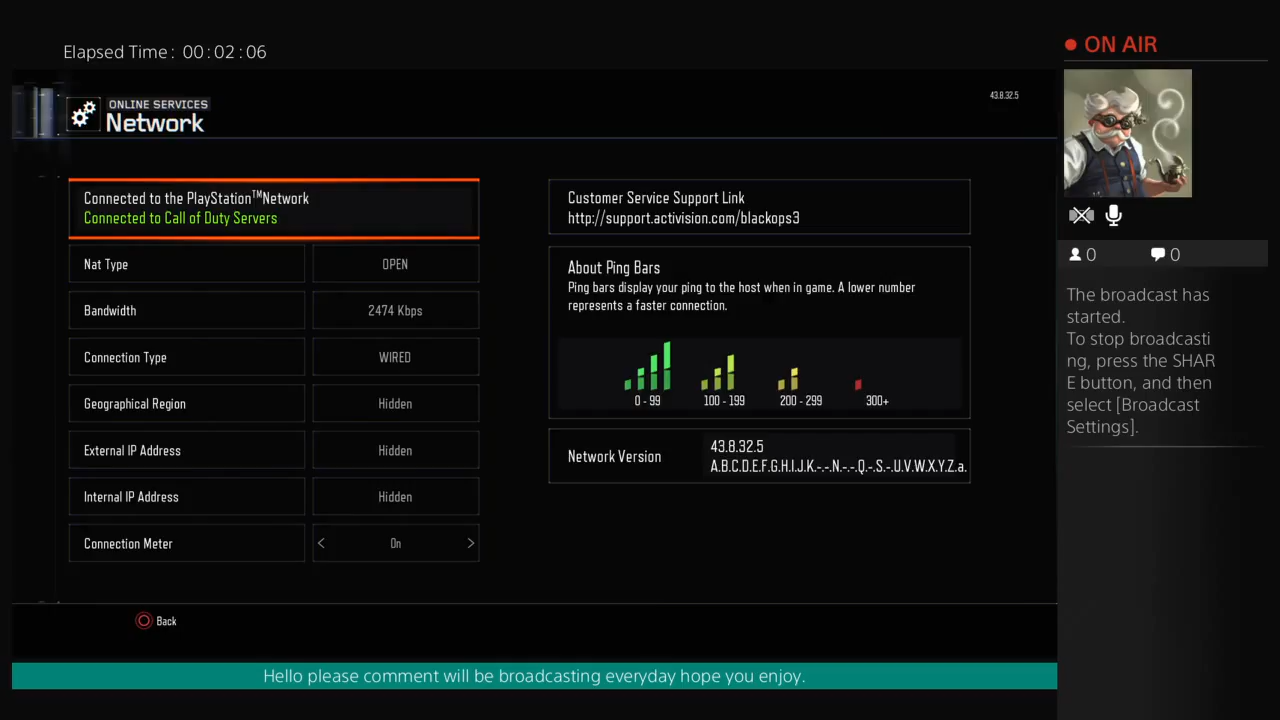 Elapsed Time: 00:02:06
ON AIR
ONLINE SERVICES
Network
43.8.32.5
Connected to the PlayStation™Network
Connected to Call of Duty Servers
Nat Type OPEN
Bandwidth 2474 Kbps
Connection Type WIRED
Geographical Region Hidden
External IP Address Hidden
Internal IP Address Hidden
Connection Meter < On >
Customer Service Support Link
http://support.activision.com/blackops3
About Ping Bars
Ping bars display your ping to the host when in game. A lower number
represents a faster connection.
0 - 99 100 - 199 200 - 299 300+
Network Version
43.8.32.5
A.B.C.D.E.F.G.H.I.J.K.-.-.N.-.-.Q.-.S.-.U.V.W.X.Y.Z.a.
0 0
The broadcast has
started.
To stop broadcasti
ng, press the SHAR
E button, and then
select [Broadcast
Settings].
Back
Hello please comment will be broadcasting everyday hope you enjoy.